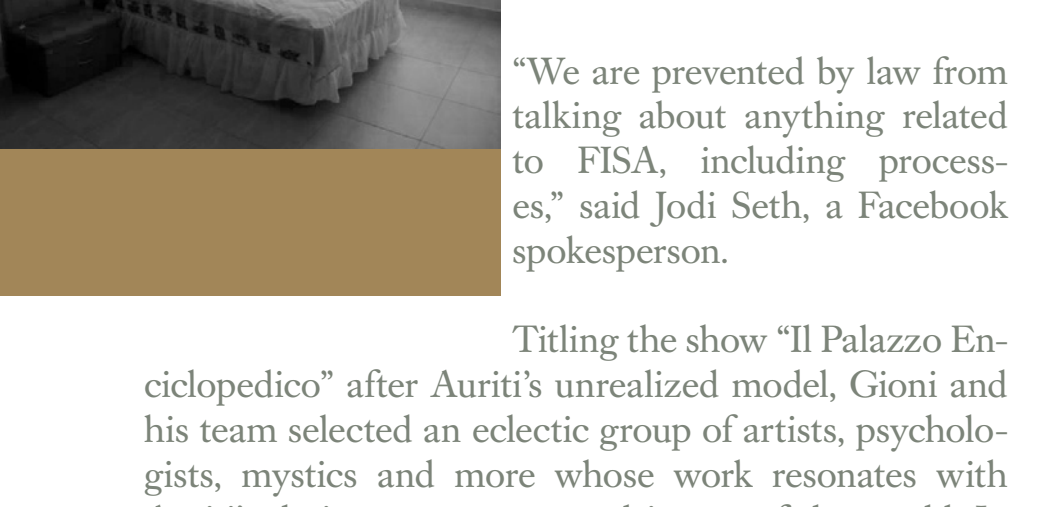 “We are prevented by law from
talking about anything related
to FISA, including process-
es,” said Jodi Seth, a Facebook
spokesperson.
Titling the show “Il Palazzo En-
ciclopedico” after Auriti’s unrealized model, Gioni and
his team selected an eclectic group of artists, psycholo-
gists, mystics and more whose work resonates with